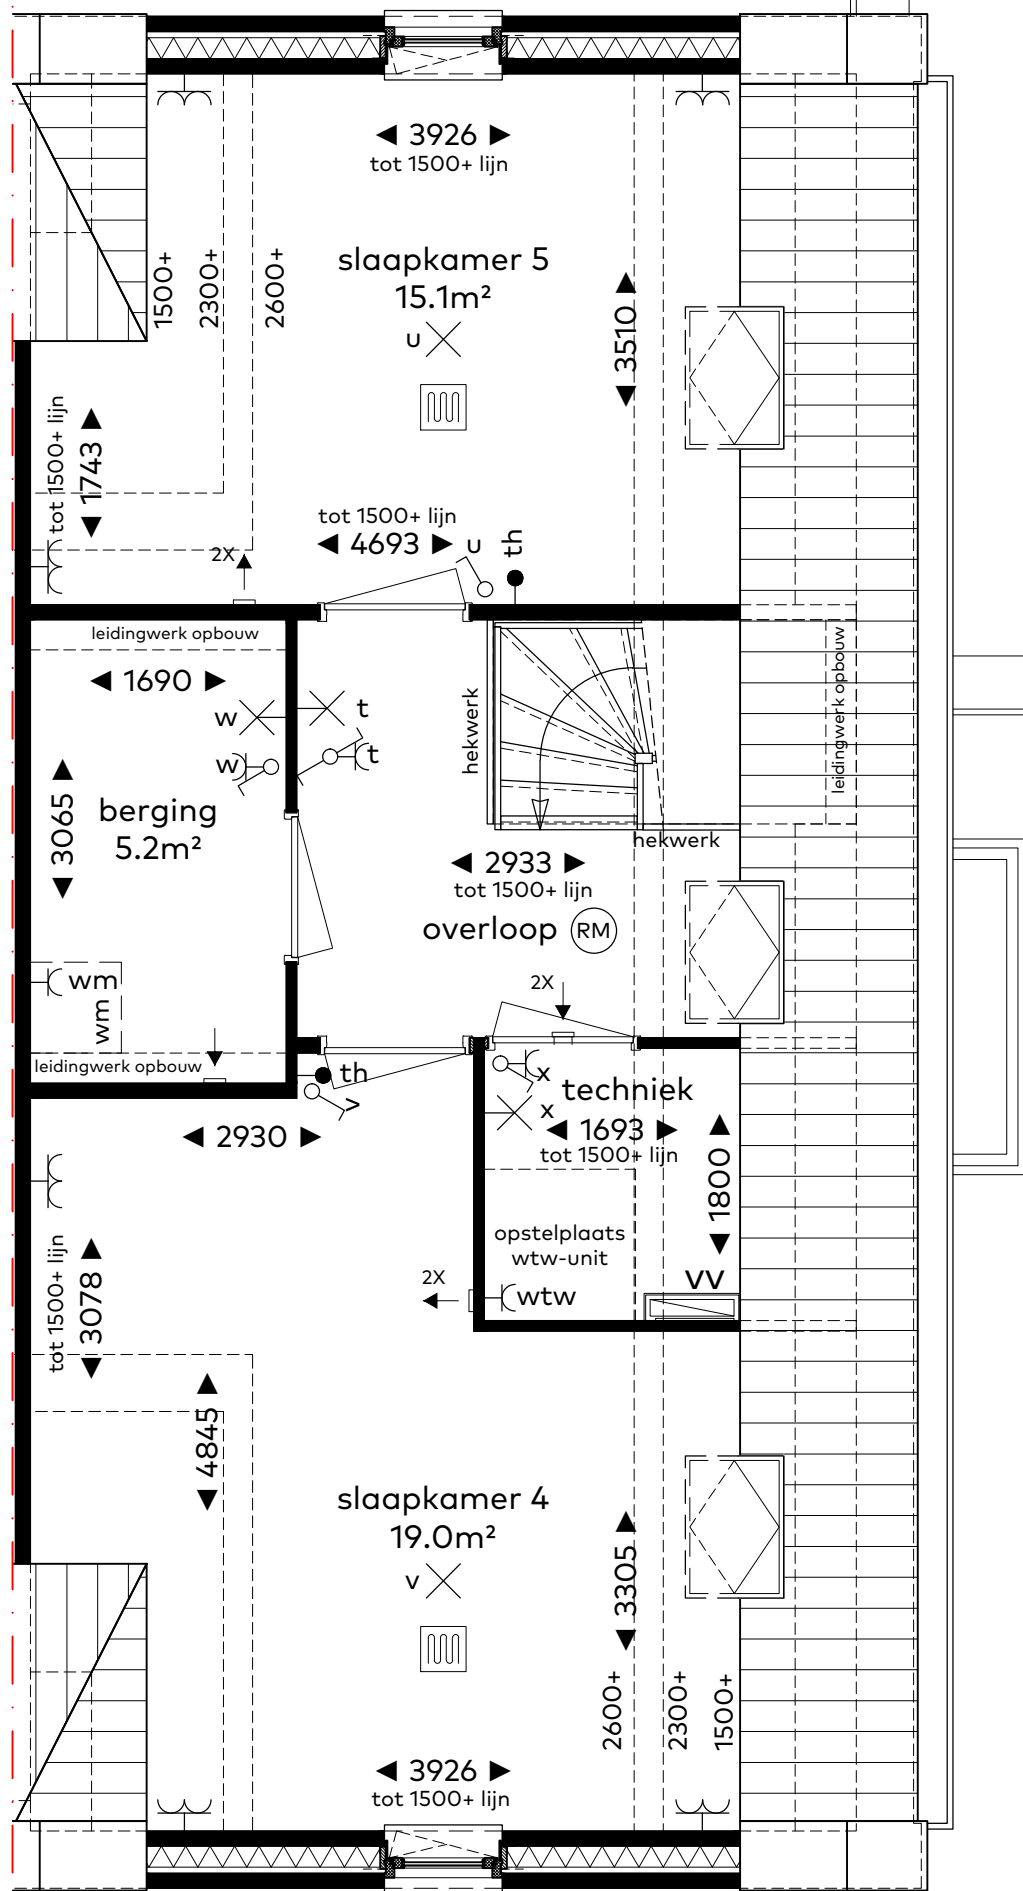 3926
tot 1500+ lijn
slaapkamer 5
15.1m²
u
1500+
2300+
2600+
3510
tot 1500+ lijn
1743
tot 1500+ lijn
4693
u
th
2X
leidingwerk opbouw
1690
w
t
w
t
hekwerk
leidingwerk opbouw
3065
berging
5.2m²
hekwerk
2933
tot 1500+ lijn
overloop
RM
wm
wm
2X
leidingwerk opbouw
th
v
x
x
techniek
1693
tot 1500+ lijn
1800
2930
opstelplaats
wtw-unit
vv
wtw
2X
tot 1500+ lijn
3078
4845
slaapkamer 4
19.0m²
v
3305
2600+
2300+
1500+
3926
tot 1500+ lijn